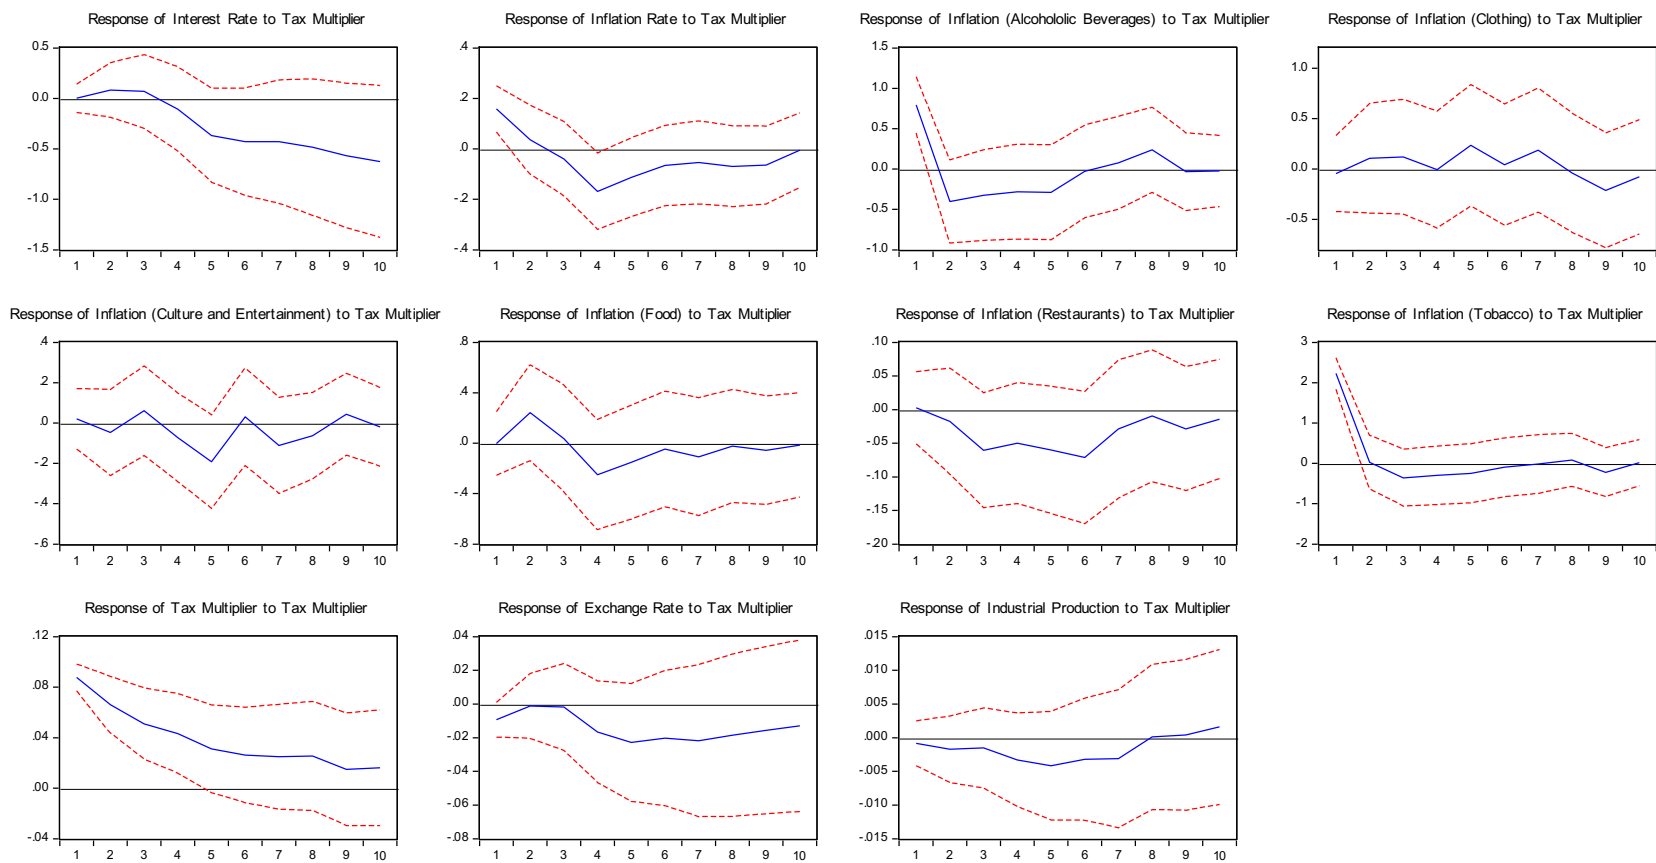 Response of Interest Rate to Tax Multiplier
0.5
0.0
-0.5
-1.0
-1.5
1 2 3 4 5 6 7 8 9 10
Response of Inflation Rate to Tax Multiplier
.4
.2
.0
-.2
-.4
1 2 3 4 5 6 7 8 9 10
Response of Inflation (Alcohololic Beverages) to Tax Multiplier
1.5
1.0
0.5
0.0
-0.5
-1.0
1 2 3 4 5 6 7 8 9 10
Response of Inflation (Clothing) to Tax Multiplier
1.0
0.5
0.0
-0.5
1 2 3 4 5 6 7 8 9 10
Response of Inflation (Culture and Entertainment) to Tax Multiplier
.4
.2
.0
-.2
-.4
-.6
1 2 3 4 5 6 7 8 9 10
Response of Inflation (Food) to Tax Multiplier
.8
.4
.0
-.4
-.8
1 2 3 4 5 6 7 8 9 10
Response of Inflation (Restaurants) to Tax Multiplier
.10
.05
.00
-.05
-.10
-.15
-.20
1 2 3 4 5 6 7 8 9 10
Response of Inflation (Tobacco) to Tax Multiplier
3
2
1
0
-1
-2
1 2 3 4 5 6 7 8 9 10
Response of Tax Multiplier to Tax Multiplier
.12
.08
.04
.00
-.04
1 2 3 4 5 6 7 8 9 10
Response of Exchange Rate to Tax Multiplier
.04
.02
.00
-.02
-.04
-.06
-.08
1 2 3 4 5 6 7 8 9 10
Response of Industrial Production to Tax Multiplier
.015
.010
.005
.000
-.005
-.010
-.015
1 2 3 4 5 6 7 8 9 10